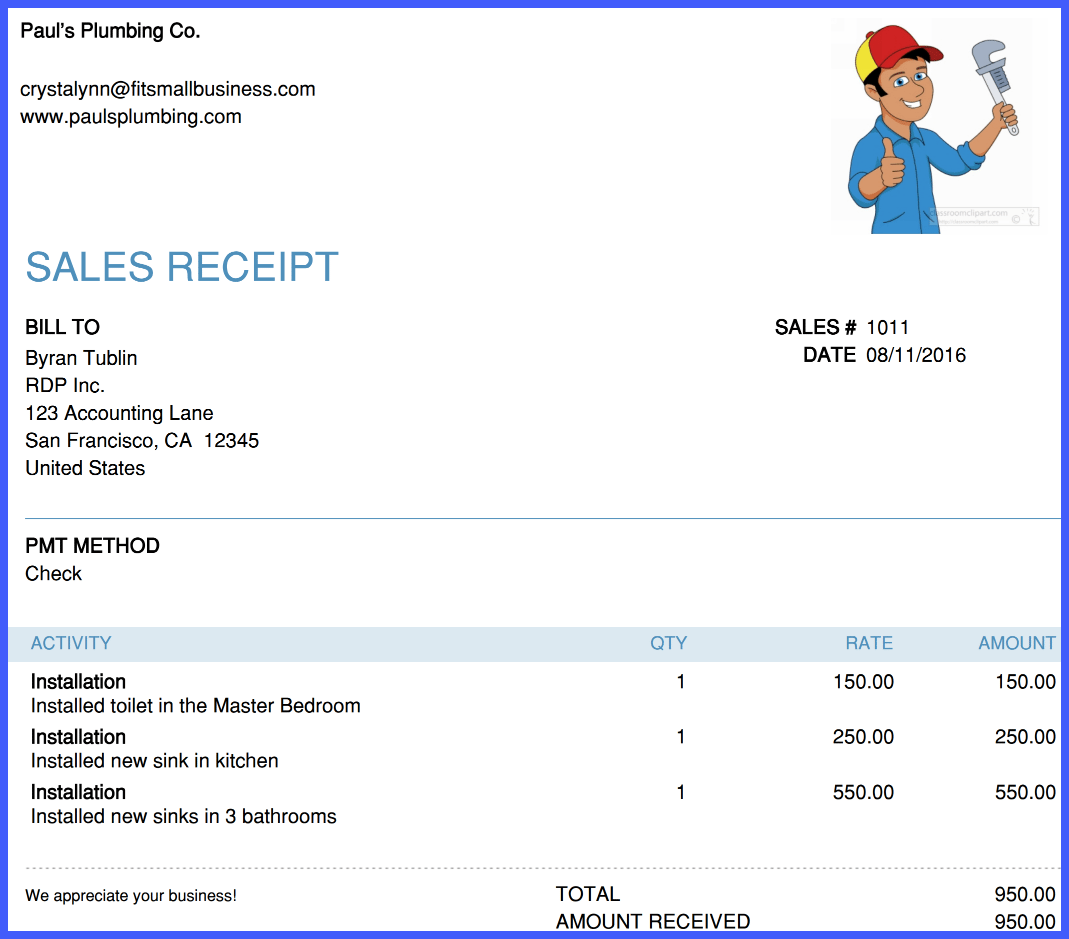 Paul's Plumbing Co.
crystalynn@fitsmallbusiness.com
www.paulsplumbing.com
classroomclipart.com
http://classroomclipart.com
SALES RECEIPT
BILL TO
Byran Tublin
RDP Inc.
123 Accounting Lane
San Francisco, CA 12345
United States
SALES # 1011
DATE 08/11/2016
PMT METHOD
Check
ACTIVITY QTY RATE AMOUNT
Installation 1 150.00 150.00
Installed toilet in the Master Bedroom
Installation 1 250.00 250.00
Installed new sink in kitchen
Installation 1 550.00 550.00
Installed new sinks in 3 bathrooms
We appreciate your business! TOTAL 950.00
AMOUNT RECEIVED 950.00